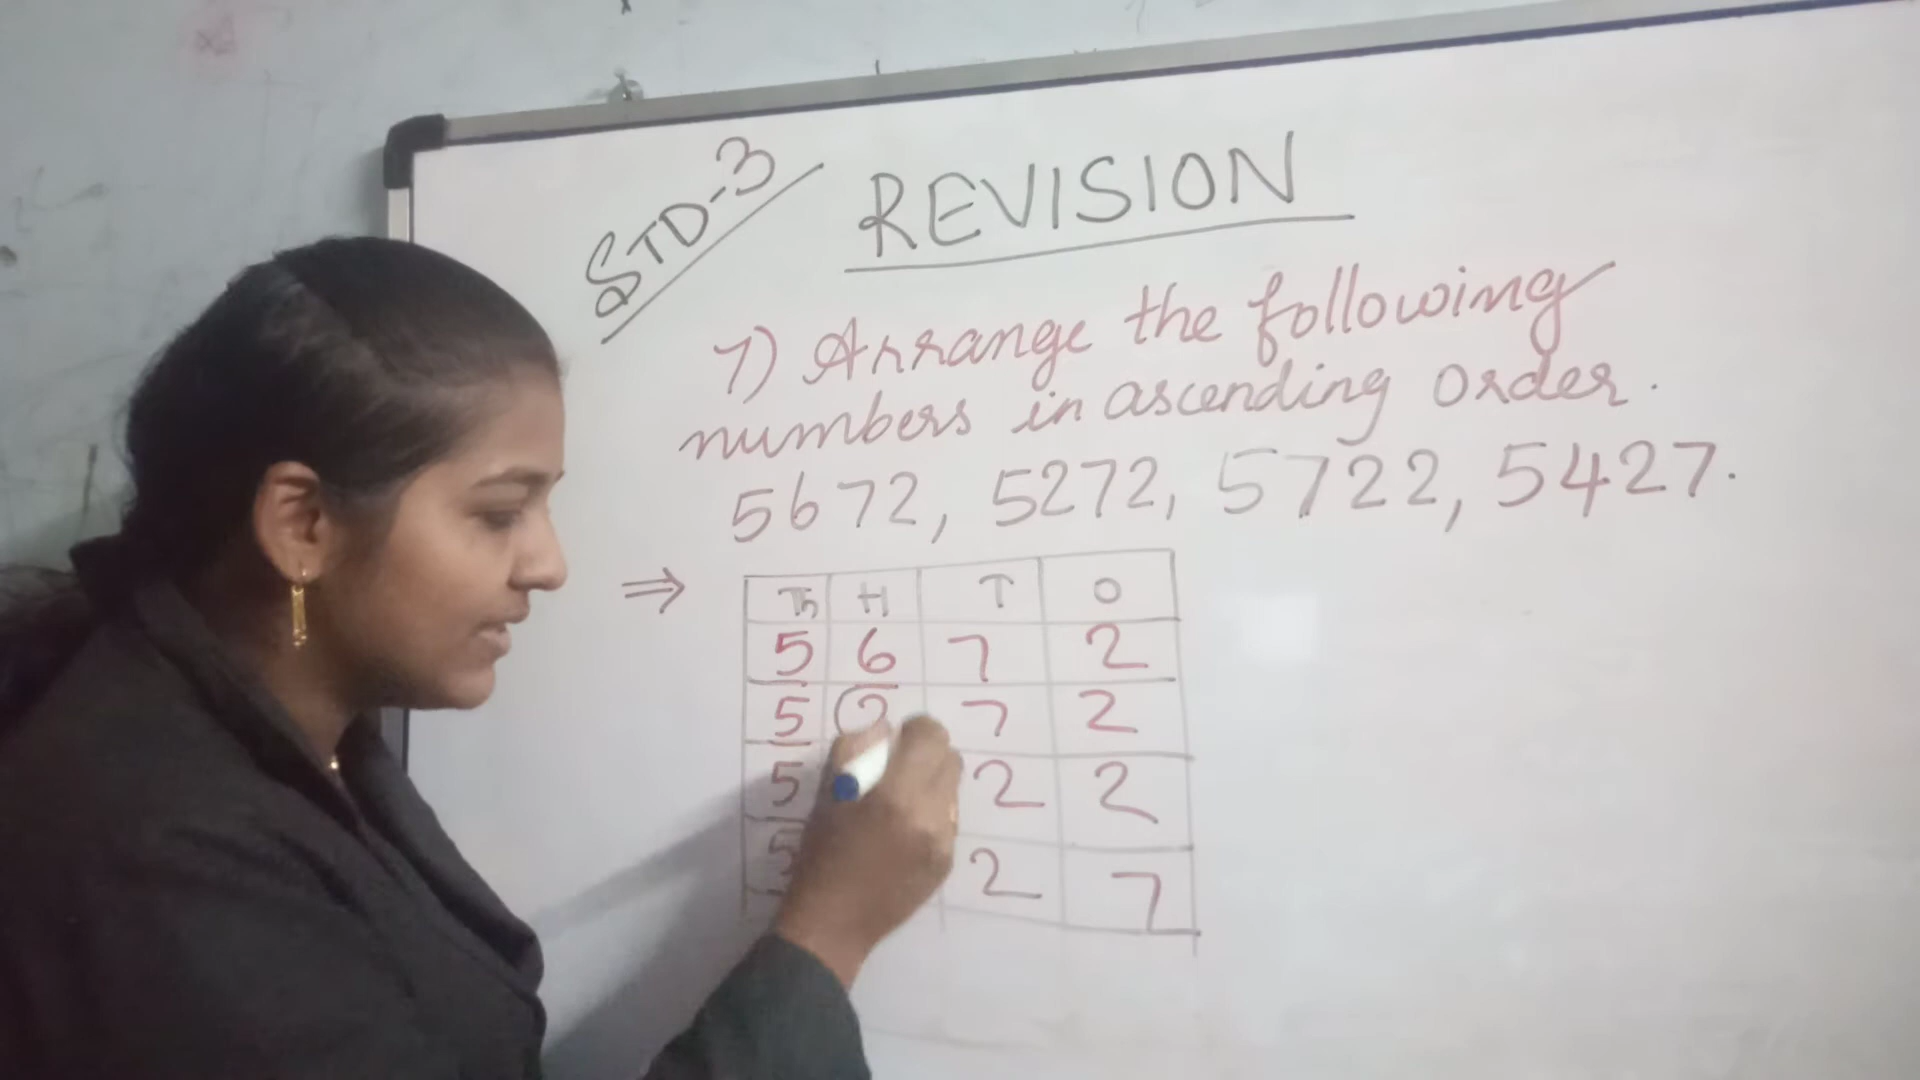 STD-3
REVISION
7) Arrange the following
numbers in ascending order.
5672, 5272, 5722, 5427.
⇒
Th H T O
5 6 7 2
5 2 7 2
5 2 2
5 2 7